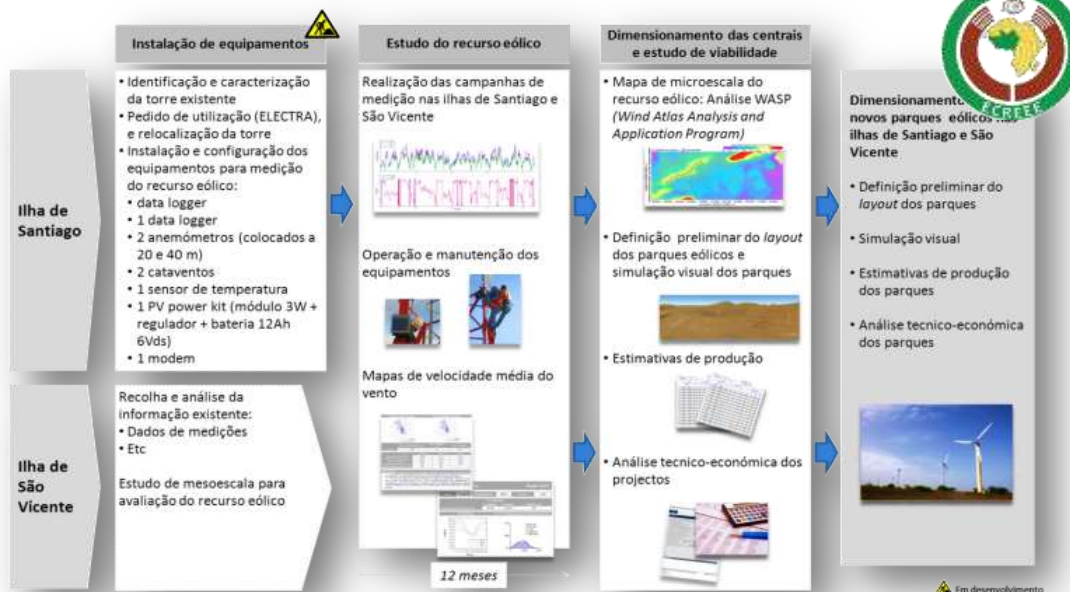 Instalação de equipamentos
Estudo do recurso eólico
Dimensionamento das centrais
e estudo de viabilidade
ECREEE
Ilha de
Santiago
• Identificação e caracterização
da torre existente
• Pedido de utilização (ELECTRA),
e relocalização da torre
• Instalação e configuração dos
equipamentos para medição
do recurso eólico:
• data logger
• 1 data logger
• 2 anemómetros (colocados a
20 e 40 m)
• 2 cataventos
• 1 sensor de temperatura
• 1 PV power kit (módulo 3W +
regulador + bateria 12Ah
6Vds)
• 1 modem
Ilha de
São
Vicente
Recolha e análise da
informação existente:
• Dados de medições
• Etc
Estudo de mesoescala para
avaliação do recurso eólico
Realização das campanhas de
medição nas ilhas de Santiago e
São Vicente
Operação e manutenção dos
equipamentos
Mapas de velocidade média do
vento
12 meses
• Mapa de microescala do
recurso eólico: Análise WASP
(Wind Atlas Analysis and
Application Program)
• Definição preliminar do layout
dos parques eólicos e
simulação visual dos parques
• Estimativas de produção
• Análise tecnico-económica dos
projectos
Dimensionamento
novos parques eólicos nas
ilhas de Santiago e São
Vicente
• Definição preliminar do
layout dos parques
• Simulação visual
• Estimativas de produção
dos parques
• Análise tecnico-económica
dos parques
Em desenvolvimento